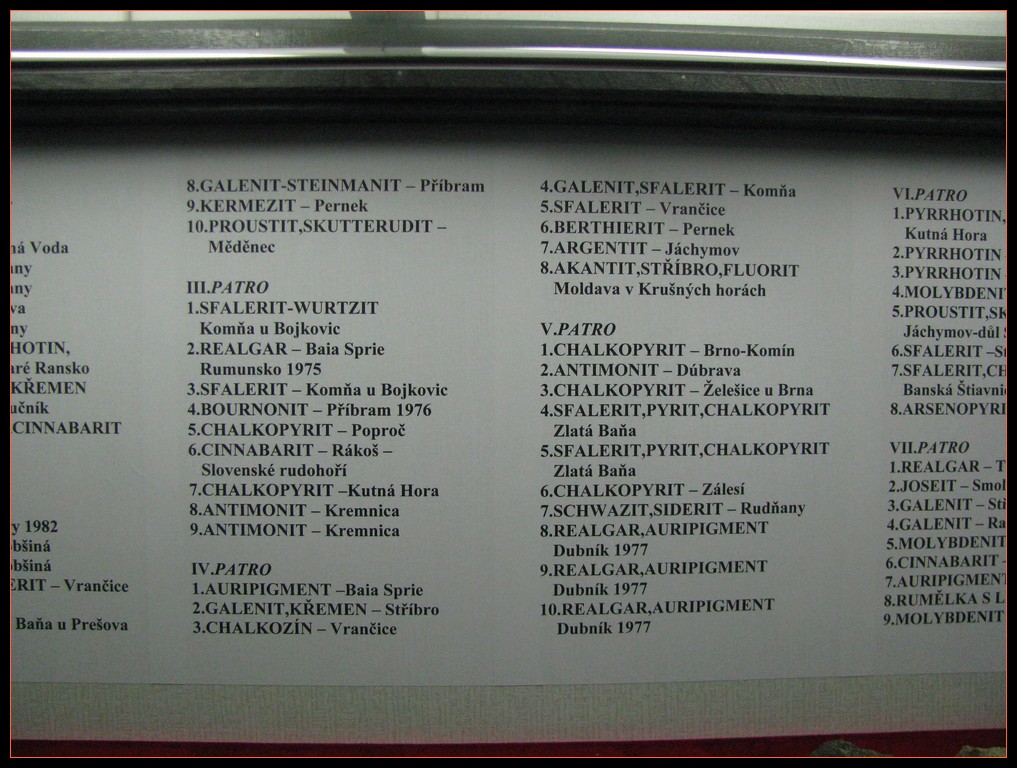 ná Voda
any
any
va
ny
HOTIN,
aré Ransko
KŘEMEN
učník
CINNABARIT
y 1982
obšiná
obšiná
ERIT – Vrančice
Baňa u Prešova
8.GALENIT-STEINMANIT – Příbram
9.KERMEZIT – Pernek
10.PROUSTIT,SKUTTERUDIT –
Měděnec
III.PATRO
1.SFALERIT-WURTZIT
Komňa u Bojkovic
2.REALGAR – Baia Sprie
Rumunsko 1975
3.SFALERIT – Komňa u Bojkovic
4.BOURNONIT – Příbram 1976
5.CHALKOPYRIT – Poproč
6.CINNABARIT – Rákoš –
Slovenské rudohoří
7.CHALKOPYRIT –Kutná Hora
8.ANTIMONIT – Kremnica
9.ANTIMONIT – Kremnica
IV.PATRO
1.AURIPIGMENT –Baia Sprie
2.GALENIT,KŘEMEN – Stříbro
3.CHALKOZÍN – Vrančice
4.GALENIT,SFALERIT – Komňa
5.SFALERIT – Vrančice
6.BERTHIERIT – Pernek
7.ARGENTIT – Jáchymov
8.AKANTIT,STŘÍBRO,FLUORIT
Moldava v Krušných horách
V.PATRO
1.CHALKOPYRIT – Brno-Komín
2.ANTIMONIT – Dúbrava
3.CHALKOPYRIT – Želešice u Brna
4.SFALERIT,PYRIT,CHALKOPYRIT
Zlatá Baňa
5.SFALERIT,PYRIT,CHALKOPYRIT
Zlatá Baňa
6.CHALKOPYRIT – Zálesí
7.SCHWAZIT,SIDERIT – Rudňany
8.REALGAR,AURIPIGMENT
Dubník 1977
9.REALGAR,AURIPIGMENT
Dubník 1977
10.REALGAR,AURIPIGMENT
Dubník 1977
VI.PATRO
1.PYRRHOTIN,
Kutná Hora
2.PYRRHOTIN
3.PYRRHOTIN
4.MOLYBDENIT
5.PROUSTIT,SK
Jáchymov-důl
6.SFALERIT –St
7.SFALERIT,CH
Banská Štiavni
8.ARSENOPYRI
VII.PATRO
1.REALGAR – T
2.JOSEIT – Smol
3.GALENIT – Stř
4.GALENIT – Ra
5.MOLYBDENIT
6.CINNABARIT –
7.AURIPIGMENT
8.RUMĚLKA S L
9.MOLYBDENIT